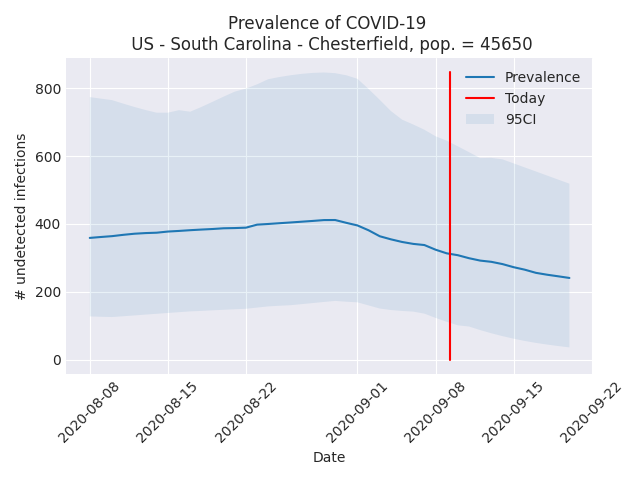 Prevalence of COVID-19
US - South Carolina - Chesterfield, pop. = 45650
Prevalence
Today
95CI
# undetected infections
800
600
400
200
0
2020-08-08
2020-08-15
2020-08-22
2020-09-01
2020-09-08
2020-09-15
2020-09-22
Date